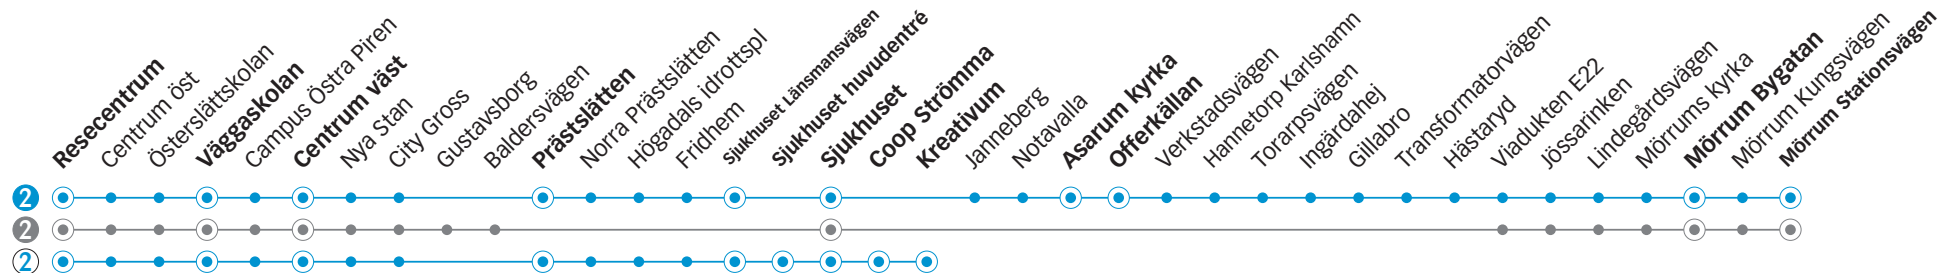 Resecentrum
Centrum öst
Österslättskolan
Väggaskolan
Campus Östra Piren
Centrum väst
Nya Stan
City Gross
Gustavsborg
Baldersvägen
Prästslätten
Norra Prästslätten
Högadals idrottspl
Fridhem
Sjukhuset Länsmansvägen
Sjukhuset huvudentré
Sjukhuset
Coop Strömma
Kreativum
Janneberg
Notavalla
Asarum kyrka
Offerkällan
Verkstadsvägen
Hannetorp Karlshamn
Torarpsvägen
Ingärdahej
Gillabro
Transformatorvägen
Hästaryd
Viadukten E22
Jössarinken
Lindegårdsvägen
Mörrums kyrka
Mörrum Bygatan
Mörrum Kungsvägen
Mörrum Stationsvägen
2
2
2